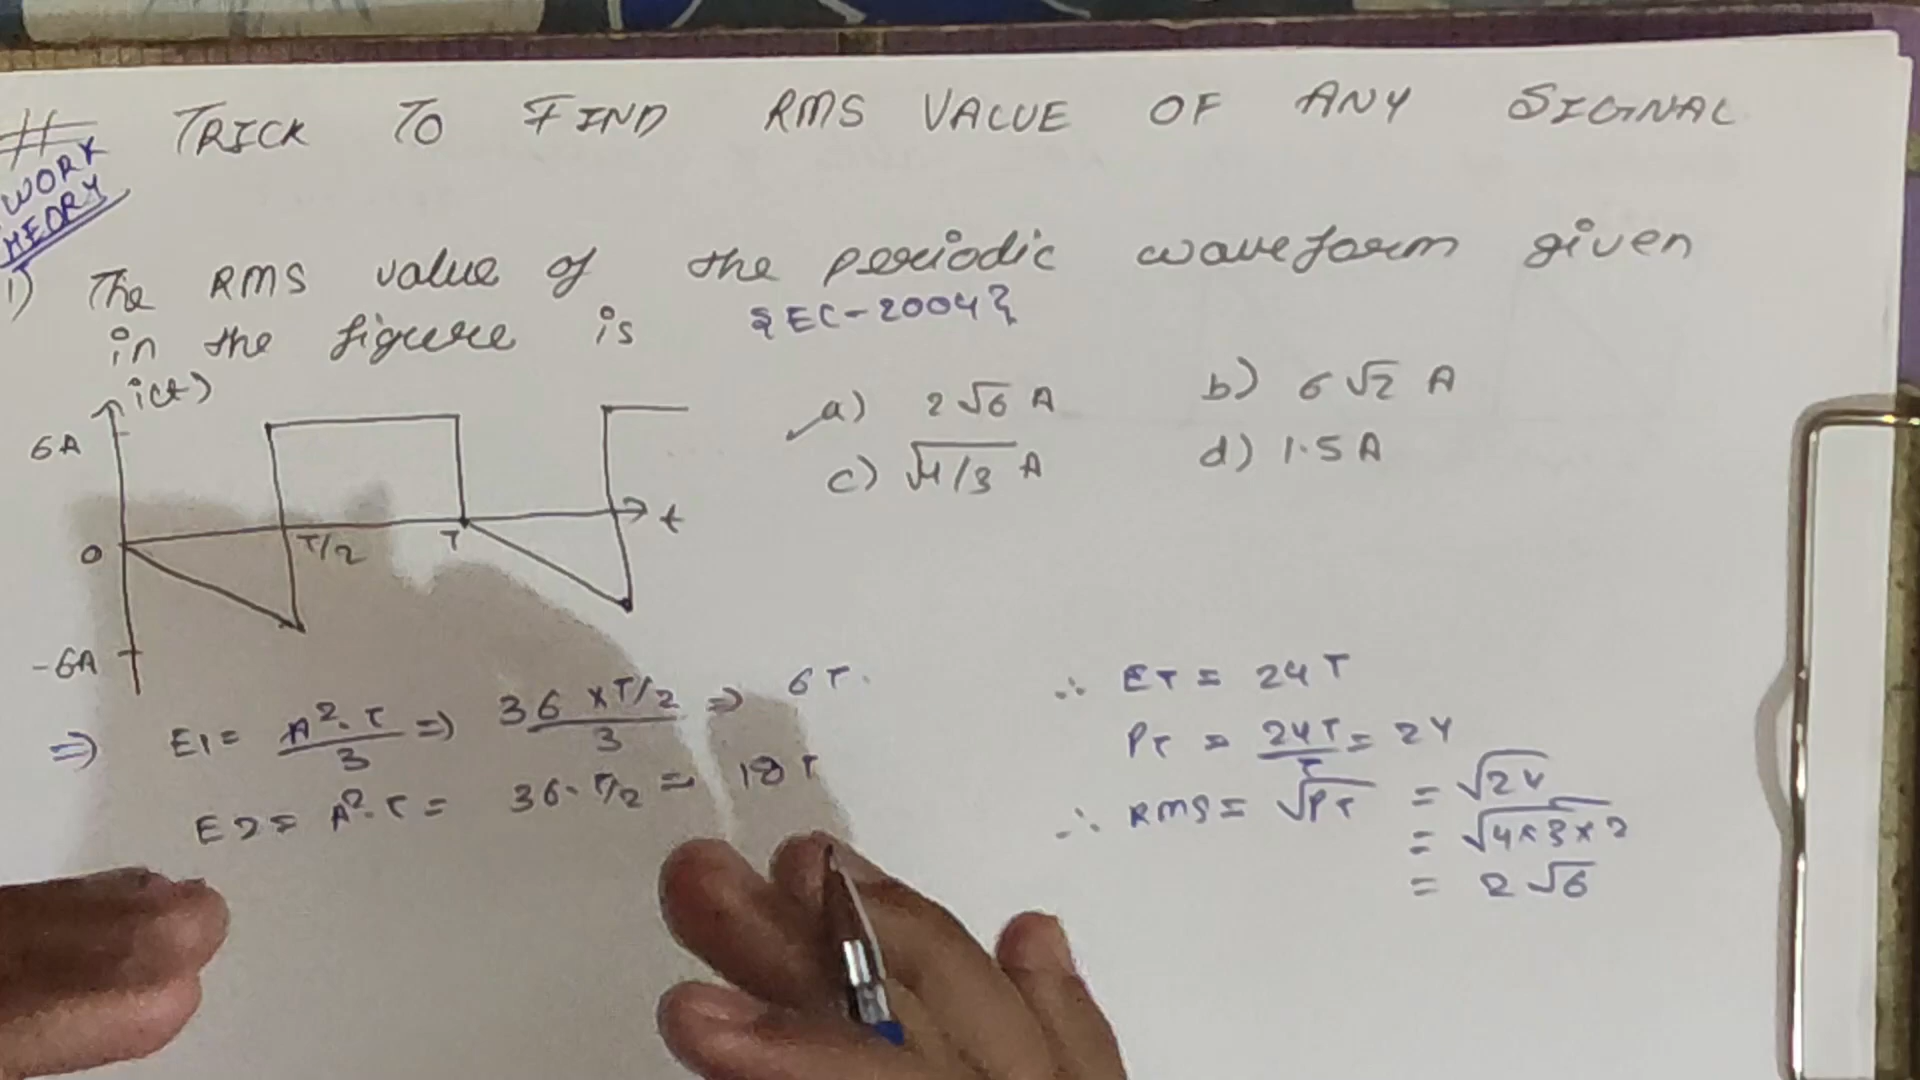 # TRICK TO FIND RMS VALUE OF ANY SIGNAL
WORK
HEORY
1) The RMS value of the periodic waveform given
in the figure is {EC-2004}
i(t)
a) 2√6 A b) 6√2 A
c) √4/3 A d) 1.5 A
6A
0 T/2 T t
-6A
⇒ E1 = A².τ/3 ⇒ 36 × T/2 / 3 ⇒ 6T.
E2 = A².τ = 36. T/2 = 18T
∴ ET = 24T
PT = 24T/T = 24
∴ RMS = √PT = √24
= √4×3×2
= 2√6